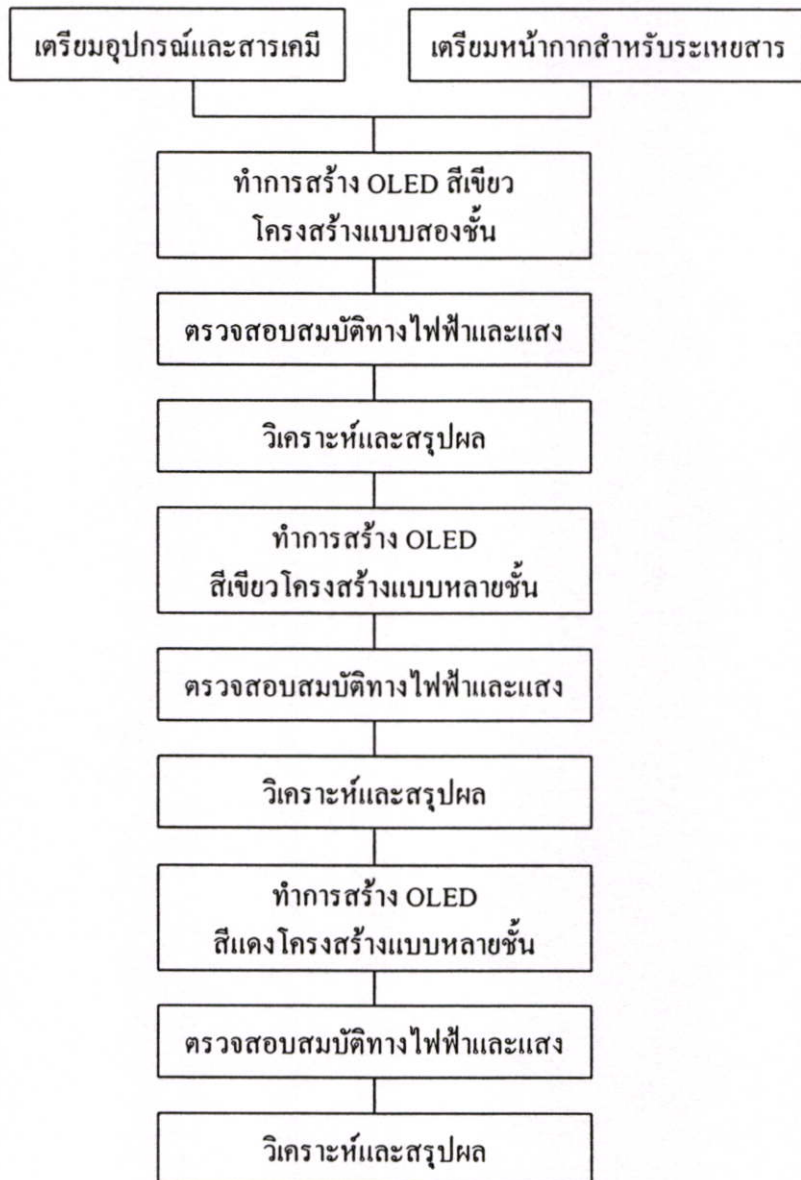 เตรียมอุปกรณ์และสารเคมี
เตรียมหน้ากากสำหรับระเหยสาร
ทำการสร้าง OLED สีเขียว
โครงสร้างแบบสองชั้น
ตรวจสอบสมบัติทางไฟฟ้าและแสง
วิเคราะห์และสรุปผล
ทำการสร้าง OLED
สีเขียวโครงสร้างแบบหลายชั้น
ตรวจสอบสมบัติทางไฟฟ้าและแสง
วิเคราะห์และสรุปผล
ทำการสร้าง OLED
สีแดงโครงสร้างแบบหลายชั้น
ตรวจสอบสมบัติทางไฟฟ้าและแสง
วิเคราะห์และสรุปผล